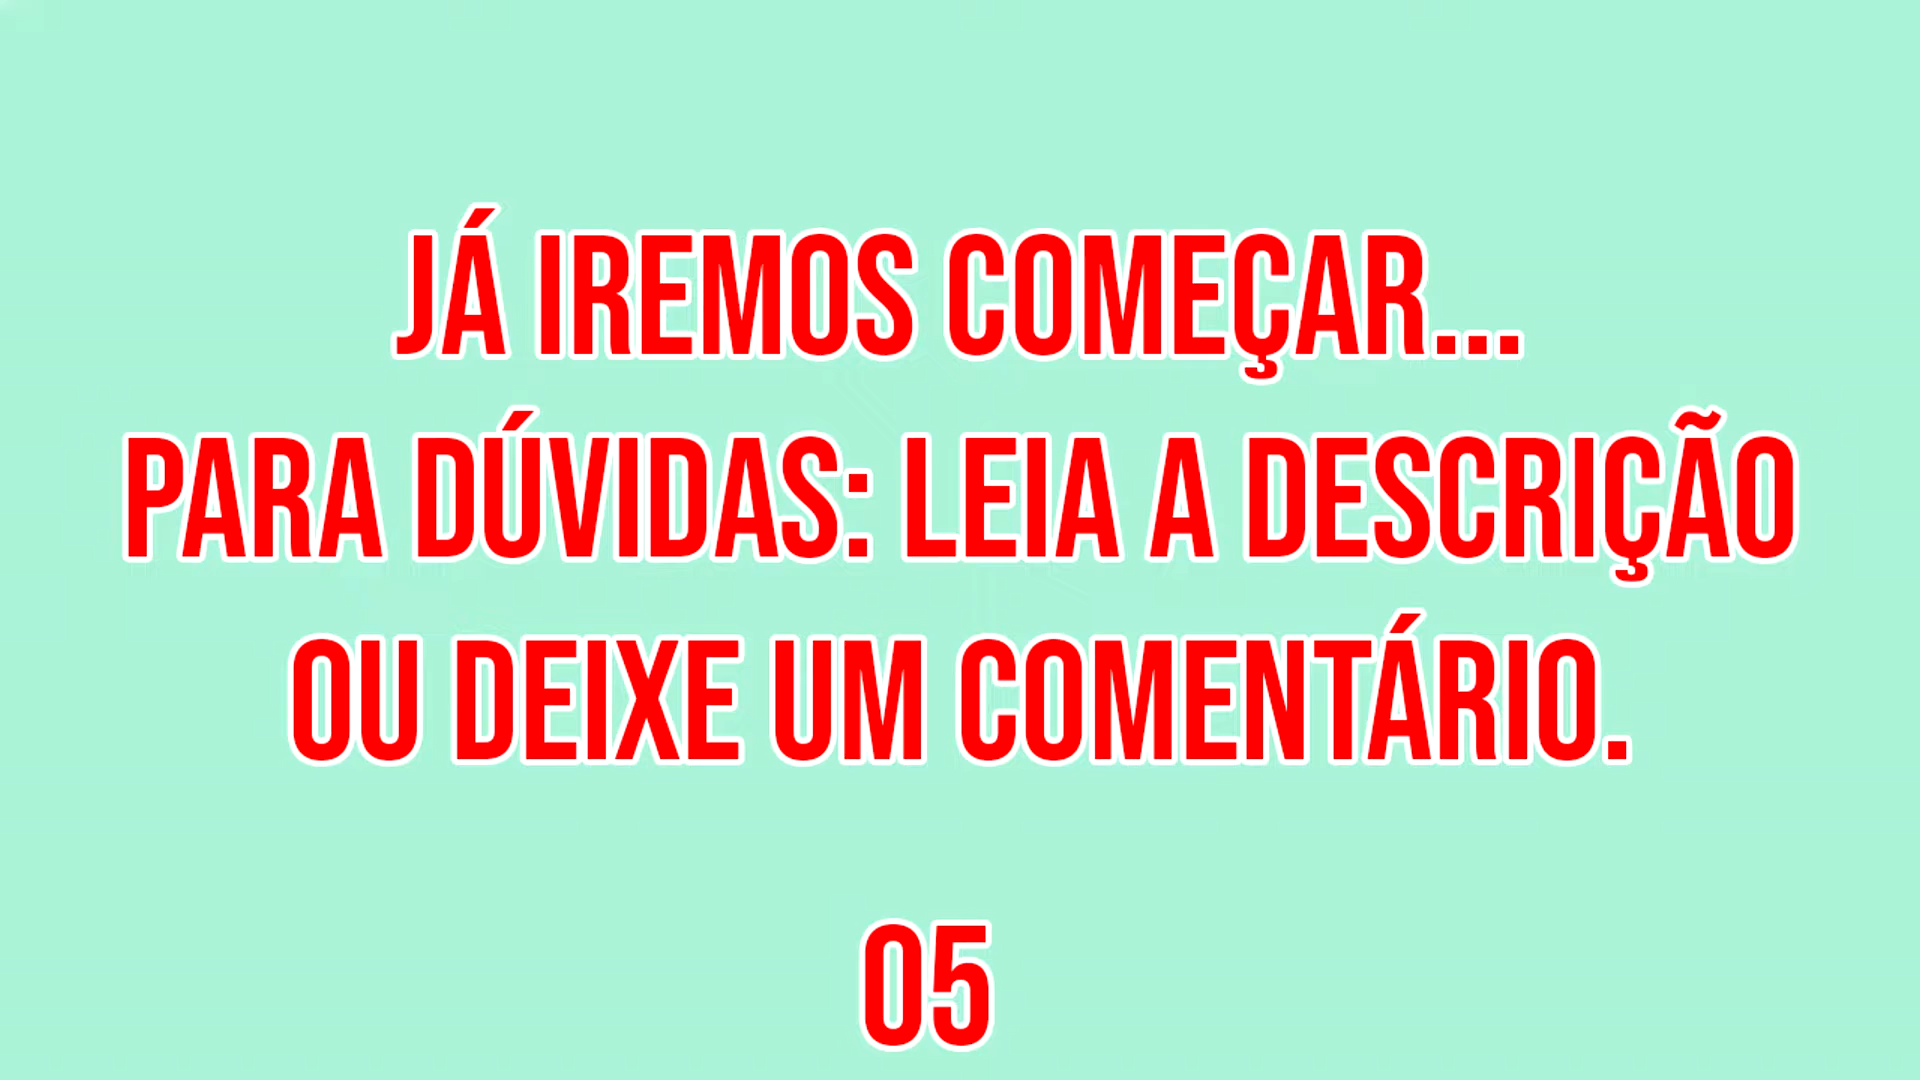 JÁ IREMOS COMEÇAR...
PARA DÚVIDAS: LEIA A DESCRIÇÃO
OU DEIXE UM COMENTÁRIO.
05